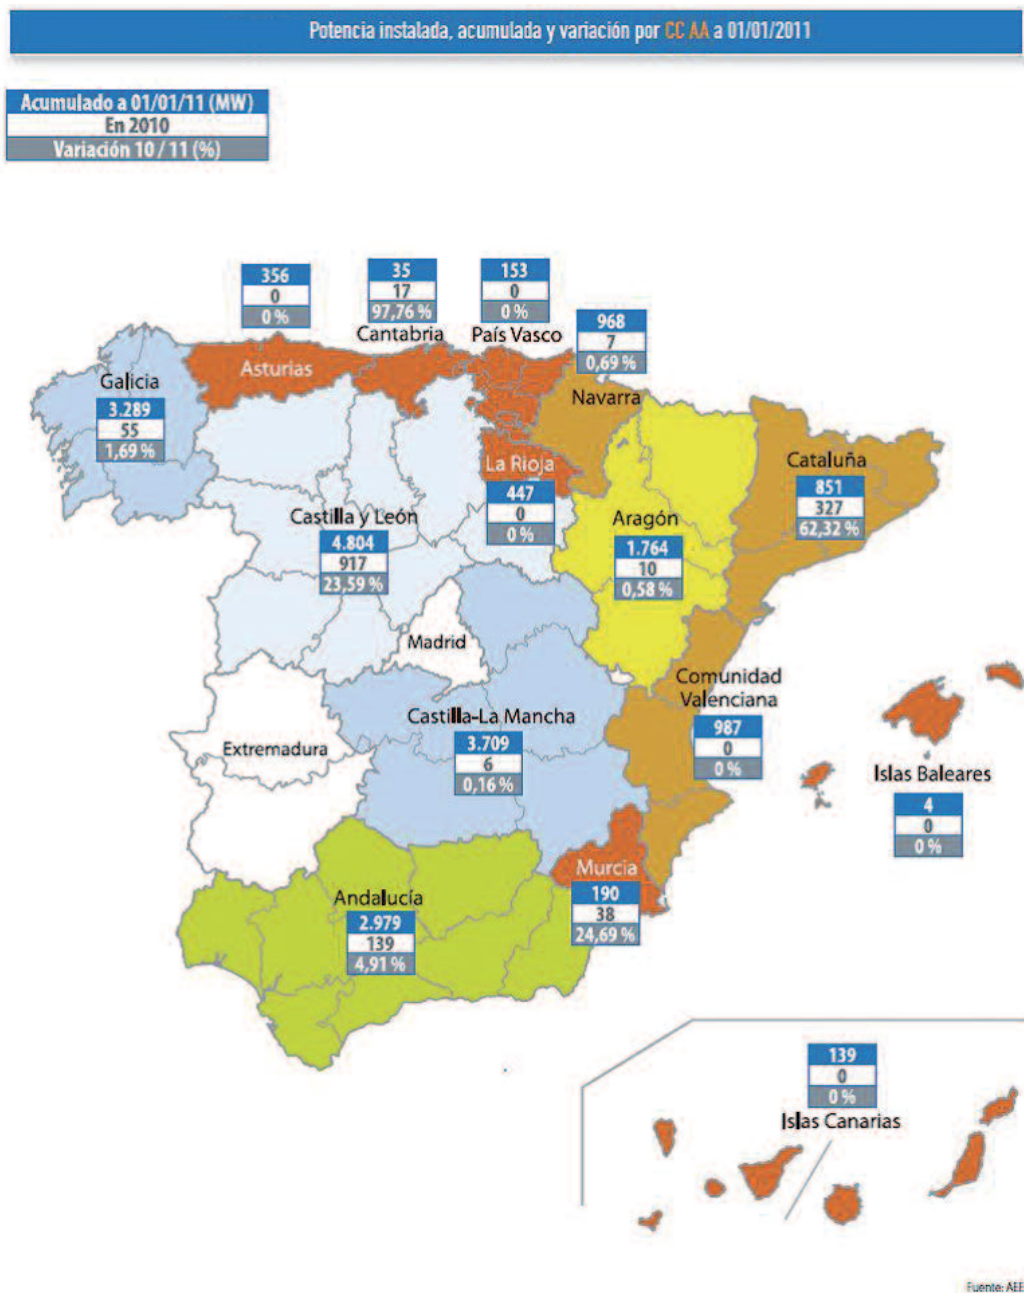 Potencia instalada, acumulada y variación por CC AA a 01/01/2011
Acumulado a 01/01/11 (MW)
En 2010
Variación 10 / 11 (%)
356
0
0 %
Asturias
35
17
97,76 %
Cantabria
153
0
0 %
País Vasco
968
7
0,69 %
Navarra
Galicia
3.289
55
1,69 %
La Rioja
447
0
0 %
Cataluña
851
327
62,32 %
Castilla y León
4.804
917
23,59 %
Aragón
1.764
10
0,58 %
Madrid
Comunidad
Valenciana
987
0
0 %
Castilla-La Mancha
3.709
6
0,16 %
Extremadura
Islas Baleares
4
0
0 %
Murcia
190
38
24,69 %
Andalucía
2.979
139
4,91 %
139
0
0 %
Islas Canarias
Fuente: AEE